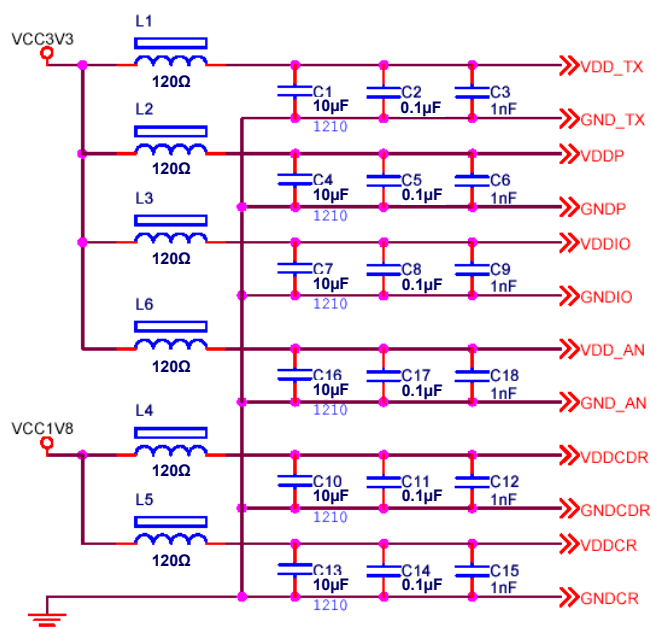 L1
VCC3V3
120Ω
VDD_TX
C1 C2 C3
10µF 0.1µF 1nF
1210
GND_TX
L2
120Ω
VDDP
C4 C5 C6
10µF 0.1µF 1nF
1210
GNDP
L3
120Ω
VDDIO
C7 C8 C9
10µF 0.1µF 1nF
1210
GNDIO
L6
120Ω
VDD_AN
C16 C17 C18
10µF 0.1µF 1nF
1210
GND_AN
L4
VCC1V8
120Ω
VDDCDR
C10 C11 C12
10µF 0.1µF 1nF
1210
GNDCDR
L5
120Ω
VDDCR
C13 C14 C15
10µF 0.1µF 1nF
1210
GNDCR